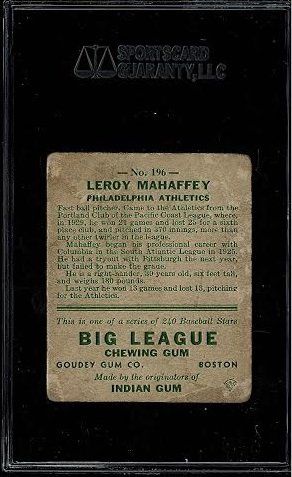 SPORTSCARD
GUARANTY, LLC
— No. 196 —
LEROY MAHAFFEY
PHILADELPHIA ATHLETICS
Fast ball pitcher. Came to the Athletics from the
Portland Club of the Pacific Coast League, where,
in 1929, he won 21 games and lost 25 for a sixth
place club, and pitched in 370 innings, more
than any other twirler in the league.
Mahaffey began his professional career with
Columbia in the South Atlantic League in 1925.
He had a tryout with Pittsburgh the next year,
but failed to make the grade.
He is a right-hander, 30 years old, six feet tall,
and weighs 180 pounds.
Last year he won 13 games and lost 13, pitching
for the Athletics.
This is one of a series of 240 Baseball Stars
BIG LEAGUE
CHEWING GUM
GOUDEY GUM CO. BOSTON
Made by the originators of
INDIAN GUM